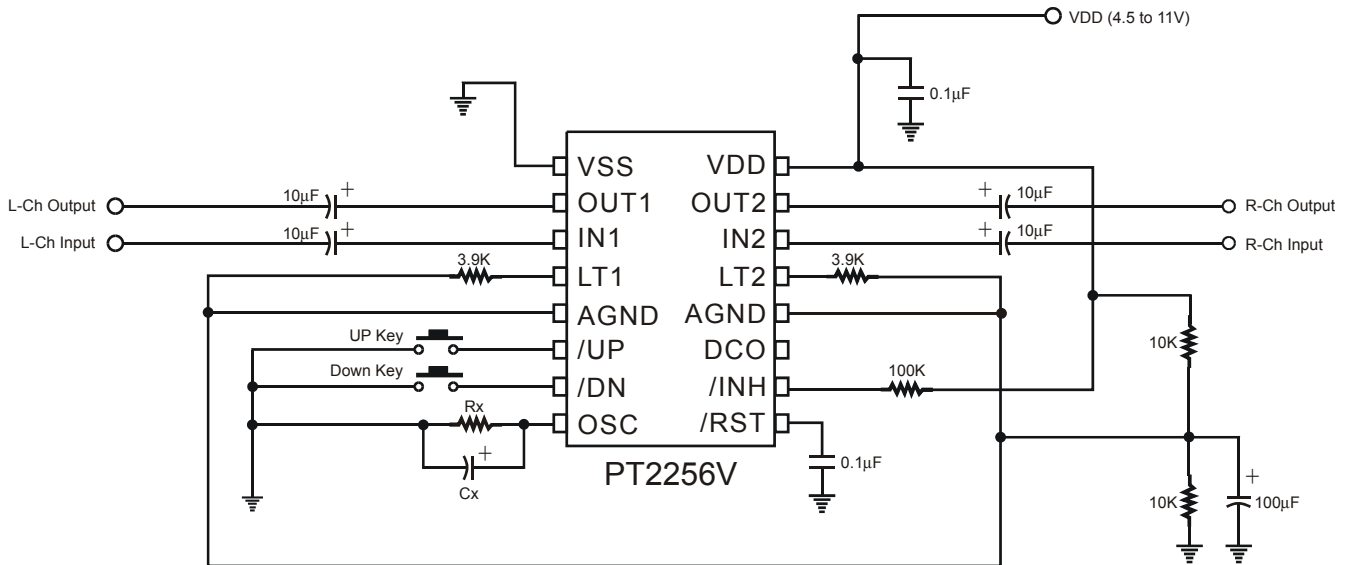 VDD (4.5 to 11V)
0.1μF
VSS VDD
L-Ch Output 10μF + OUT1 OUT2 + 10μF R-Ch Output
L-Ch Input 10μF + IN1 IN2 + 10μF R-Ch Input
3.9K LT1 LT2 3.9K
AGND AGND
UP Key /UP DCO 10K
Down Key /DN /INH 100K
Rx OSC /RST
+ 0.1μF
Cx PT2256V
10K + 100μF